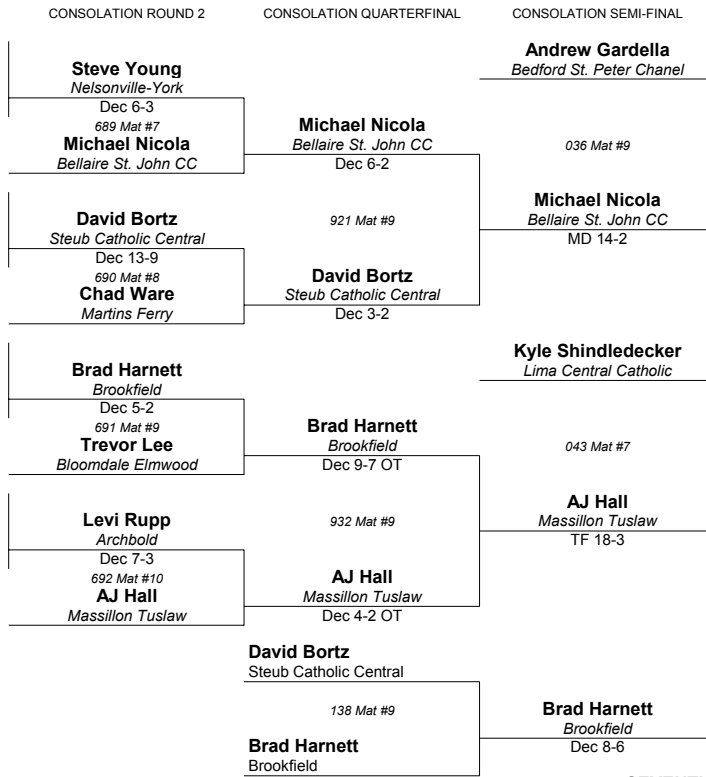 CONSOLATION ROUND 2
CONSOLATION QUARTERFINAL
CONSOLATION SEMI-FINAL
Steve Young
Nelsonville-York
Dec 6-3
689 Mat #7
Michael Nicola
Bellaire St. John CC
David Bortz
Steub Catholic Central
Dec 13-9
690 Mat #8
Chad Ware
Martins Ferry
Brad Harnett
Brookfield
Dec 5-2
691 Mat #9
Trevor Lee
Bloomdale Elmwood
Levi Rupp
Archbold
Dec 7-3
692 Mat #10
AJ Hall
Massillon Tuslaw
Michael Nicola
Bellaire St. John CC
Dec 6-2
921 Mat #9
David Bortz
Steub Catholic Central
Dec 3-2
Brad Harnett
Brookfield
Dec 9-7 OT
932 Mat #9
AJ Hall
Massillon Tuslaw
Dec 4-2 OT
David Bortz
Steub Catholic Central
138 Mat #9
Brad Harnett
Brookfield
Andrew Gardella
Bedford St. Peter Chanel
036 Mat #9
Michael Nicola
Bellaire St. John CC
MD 14-2
Kyle Shindledecker
Lima Central Catholic
043 Mat #7
AJ Hall
Massillon Tuslaw
TF 18-3
Brad Harnett
Brookfield
Dec 8-6